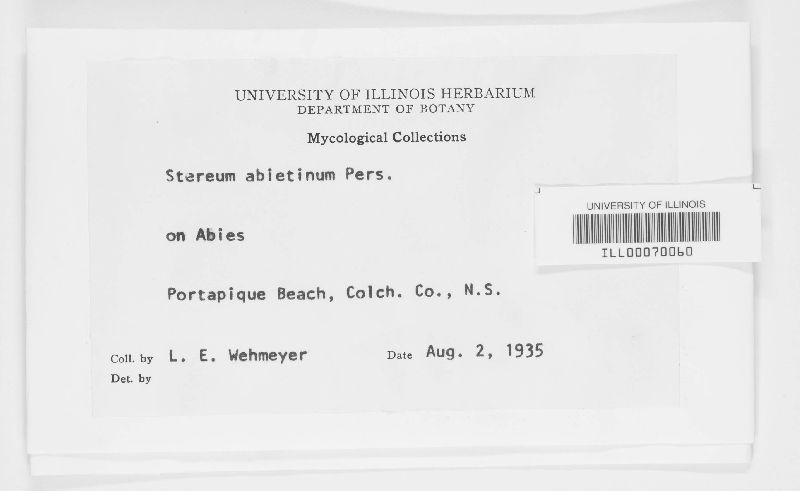 UNIVERSITY OF ILLINOIS HERBARIUM
DEPARTMENT OF BOTANY
Mycological Collections
Stereum abietinum Pers.
on Abies
UNIVERSITY OF ILLINOIS
ILL00070060
Portapique Beach, Colch. Co., N.S.
Coll. by L. E. Wehmeyer Date Aug. 2, 1935
Det. by